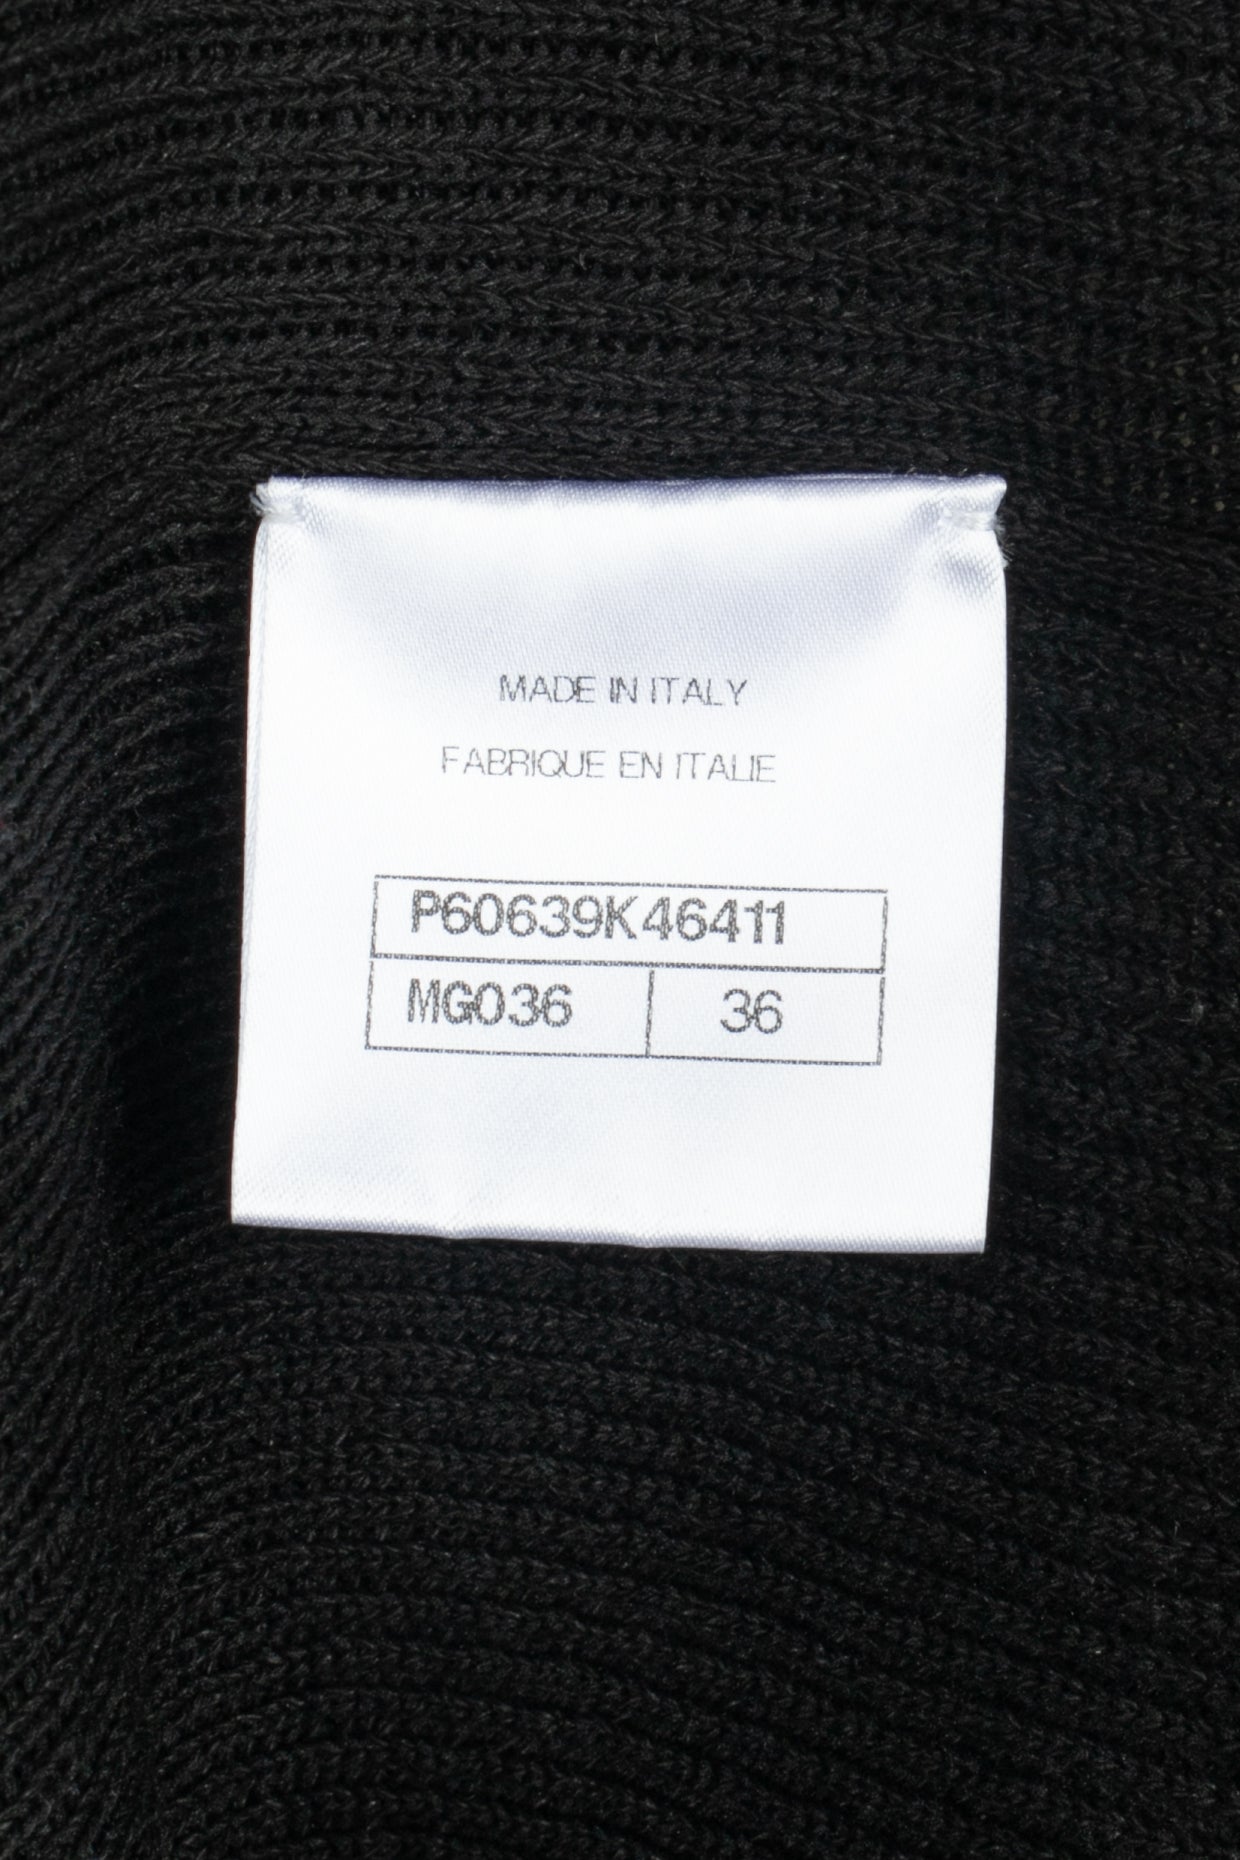 MADE IN ITALY
FABRIQUE EN ITALIE
P60639K46411
MG036 36